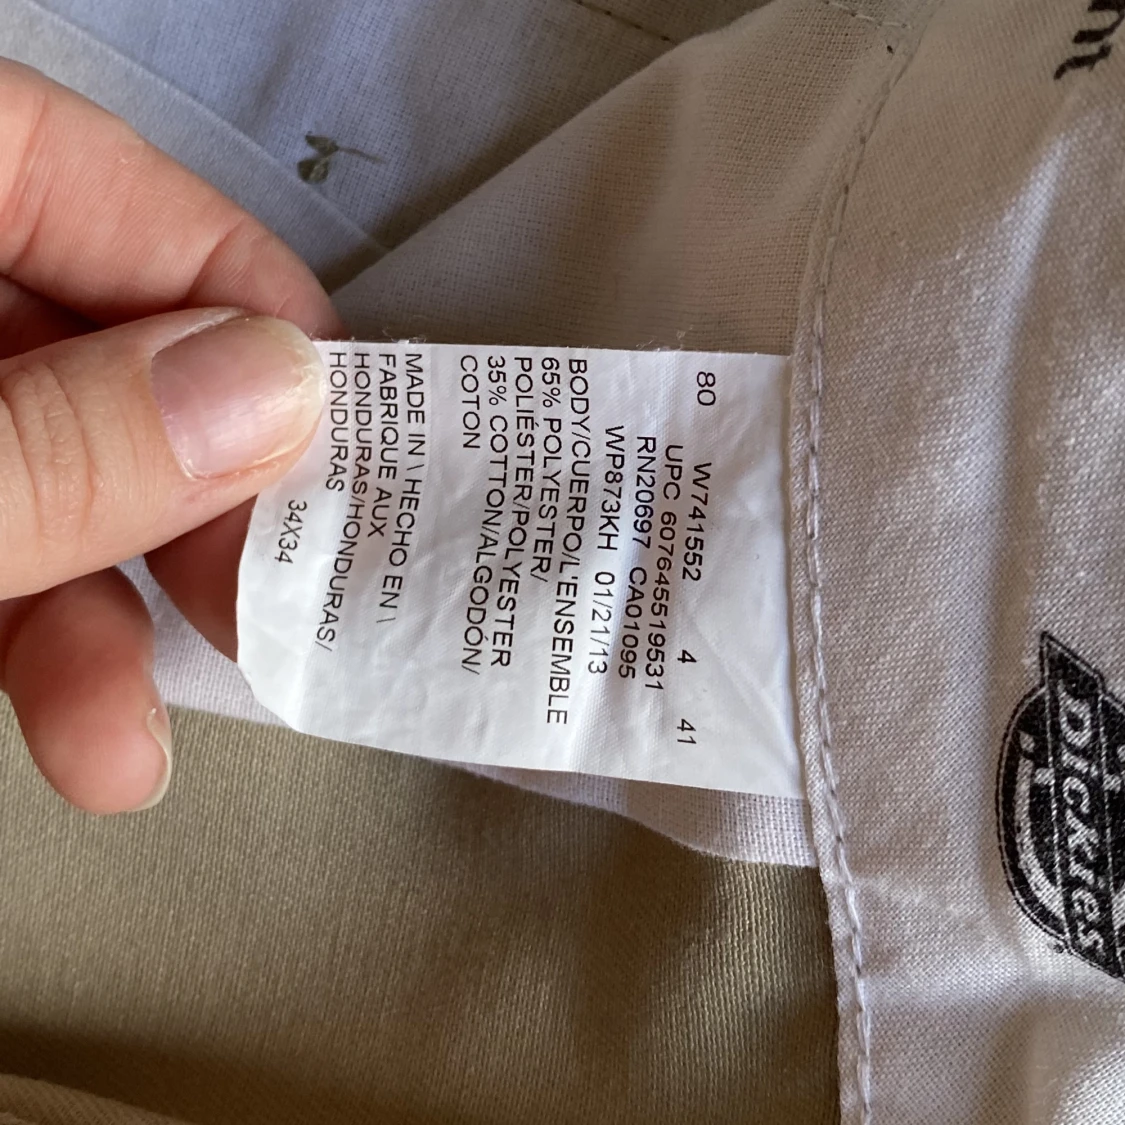 80 W741552 4 41
UPC 607645519531
RN20697 CA01095
WP873KH 01/21/13
BODY/CUERPO/L'ENSEMBLE
65% POLYESTER/
POLIÉSTER/POLYESTER
35% COTTON/ALGODÓN/
COTON
MADE IN \ HECHO EN \
FABRIQUE AUX
HONDURAS/HONDURAS/
HONDURAS
34X34
DICKIES